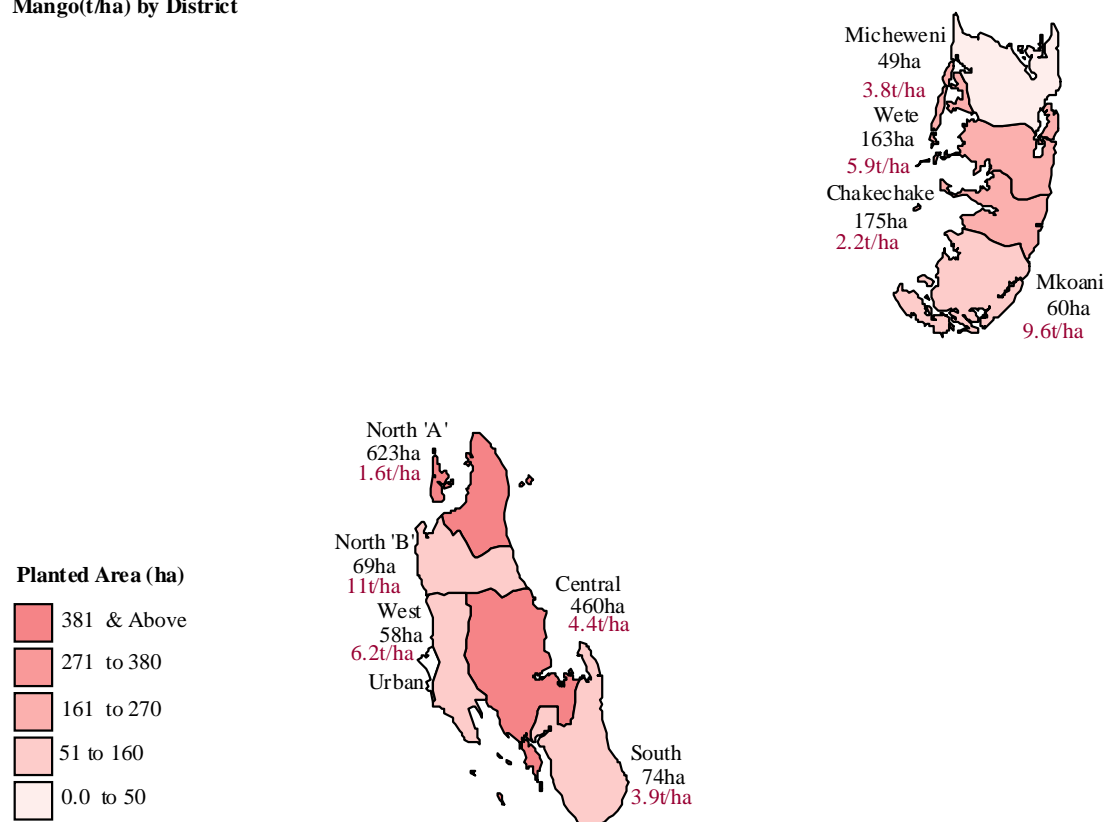 Mango(t/ha) by District
Micheweni
49ha
3.8t/ha
Wete
163ha
5.9t/ha
Chakechake
175ha
2.2t/ha
Mkoani
60ha
9.6t/ha
North 'A'
623ha
1.6t/ha
North 'B'
69ha
11t/ha
West
58ha
6.2t/ha
Urban
Central
460ha
4.4t/ha
South
74ha
3.9t/ha
Planted Area (ha)
381 & Above
271 to 380
161 to 270
51 to 160
0.0 to 50